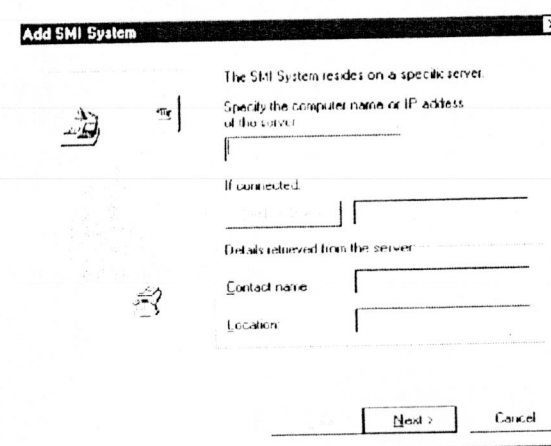 Add SMI System
The SMI System resides on a specific server.
Specify the computer name or IP address
of the server
If connected:
Details retrieved from the server:
Contact name
Location:
Next >
Cancel